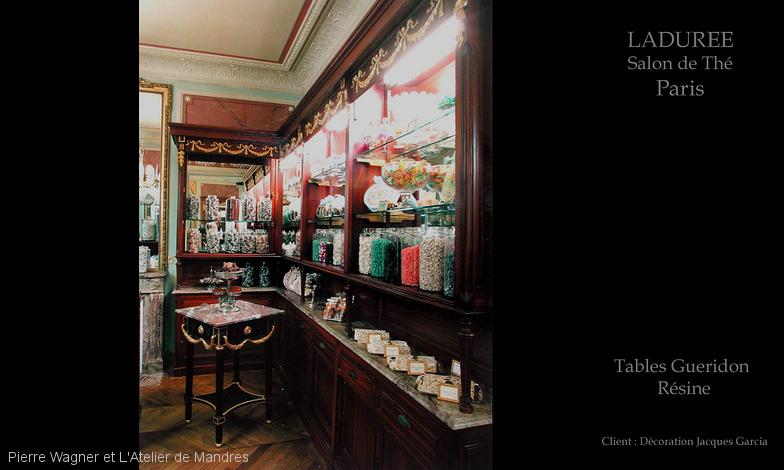 LADUREE
Salon de Thé
Paris
Tables Gueridon
Résine
Client : Décoration Jacques Garcia
Pierre Wagner et L'Atelier de Mandres